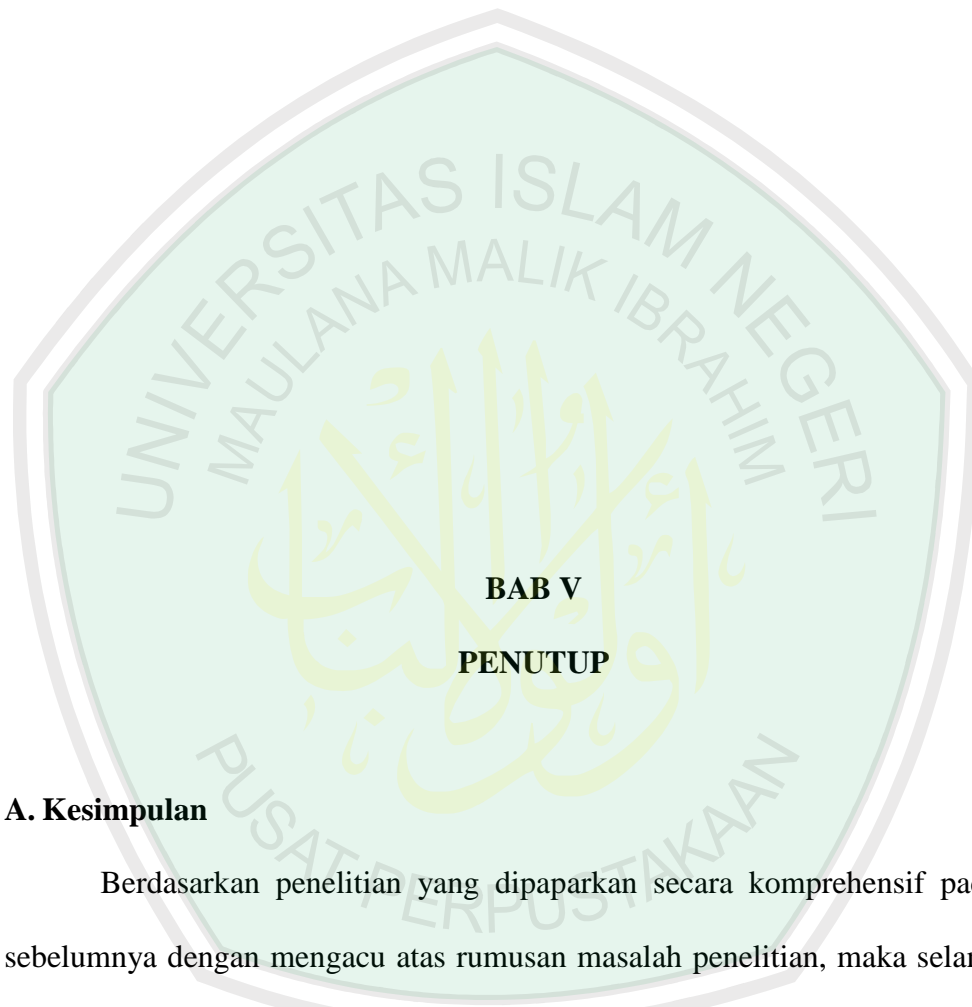 UNIVERSITAS ISLAM NEGERI
MAULANA MALIK IBRAHIM
BAB V
PENUTUP
PUSAT PERPUSTAKAAN
A. Kesimpulan
Berdasarkan penelitian yang dipaparkan secara komprehensif
sebelumnya dengan mengacu atas rumusan masalah penelitian, maka